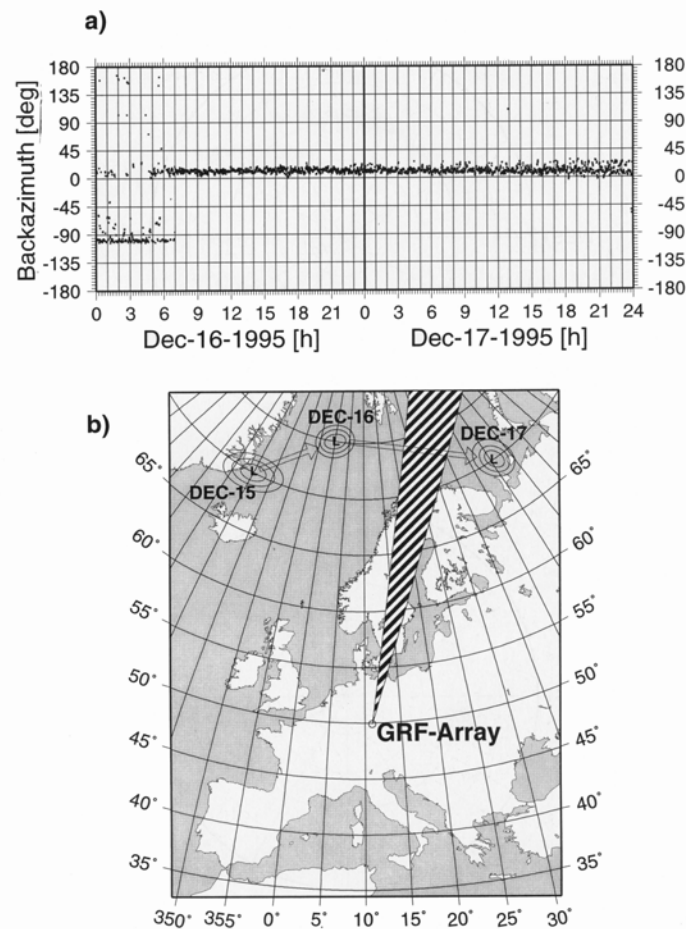 a)
180 180
135 135
90 90
45 45
0 0
-45 -45
-90 -90
-135 -135
-180 -180
Backazimuth [deg]
0 3 6 9 12 15 18 21 0 3 6 9 12 15 18 21 24
Dec-16-1995 [h] Dec-17-1995 [h]
b)
DEC-16
DEC-17
L
L
L
DEC-15
65° 65°
60° 60°
55° 55°
50° 50°
GRF-Array
45° 45°
40° 40°
35° 35°
350° 355° 0° 5° 10° 15° 20° 25° 30°